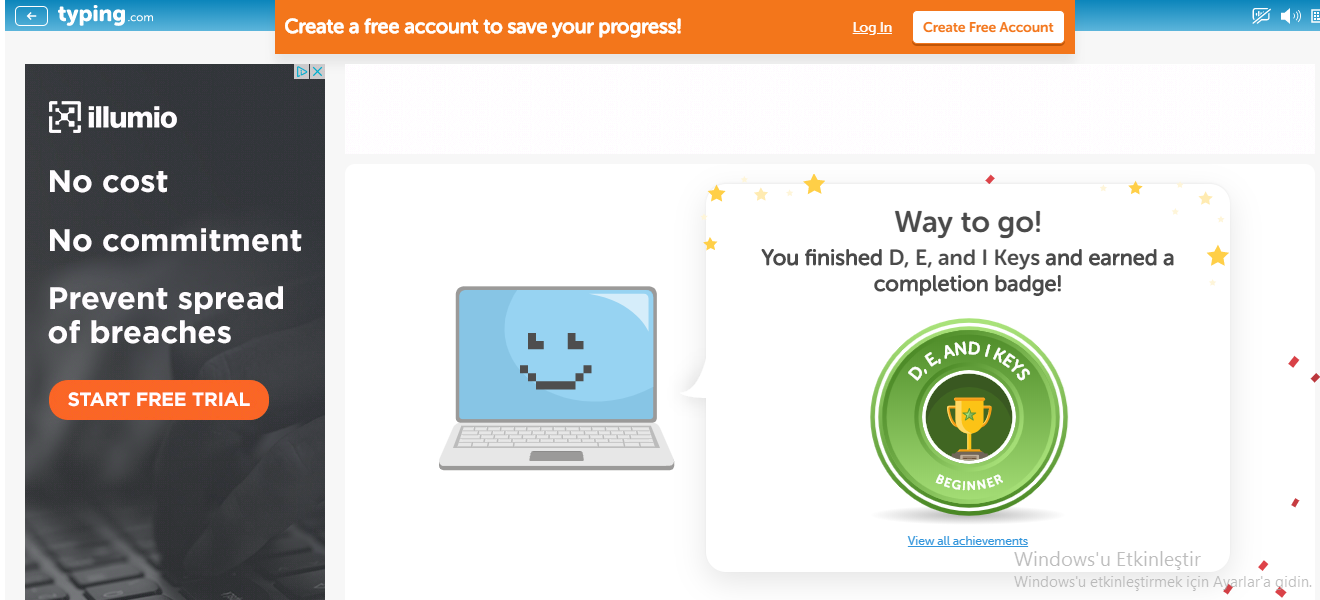 typing.com
Create a free account to save your progress!
Log In
Create Free Account
illumio
No cost
No commitment
Prevent spread
of breaches
START FREE TRIAL
Way to go!
You finished D, E, and I Keys and earned a
completion badge!
D, E, AND I KEYS
BEGINNER
View all achievements
Windows'u Etkinleştir
Windows'u etkinleştirmek için Ayarlar'a gidin.